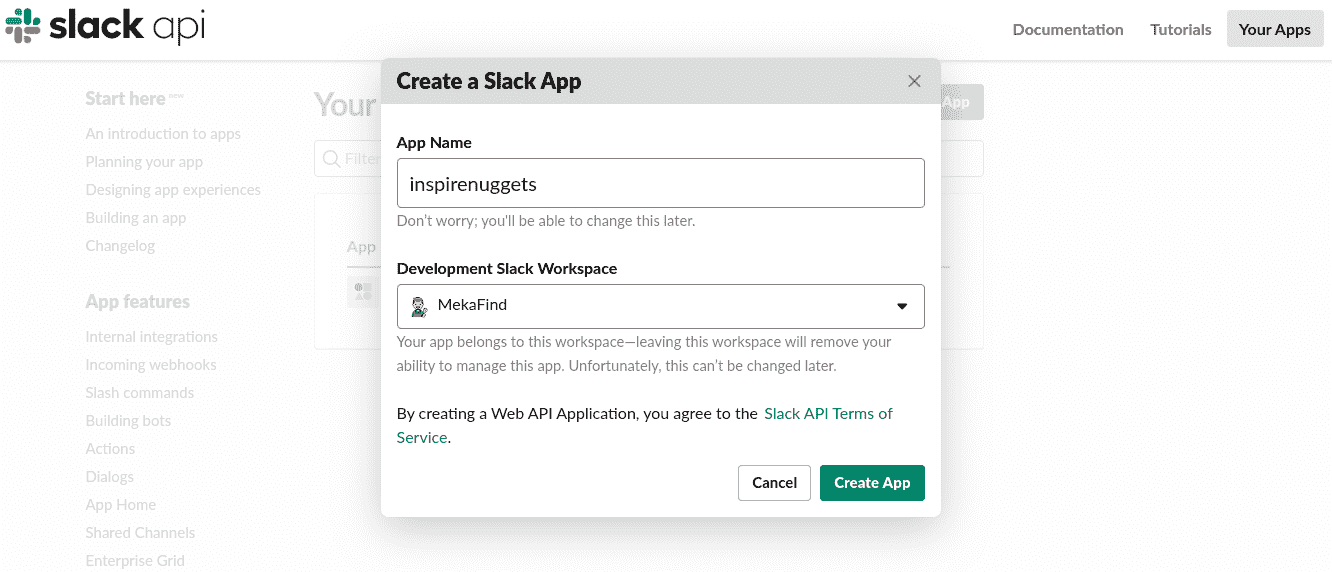 slack api
Documentation
Tutorials
Your Apps
Start here new
An introduction to apps
Planning your app
Designing app experiences
Building an app
Changelog
App features
Internal integrations
Incoming webhooks
Slash commands
Building bots
Actions
Dialogs
App Home
Shared Channels
Enterprise Grid
Your
App
Filter
App
Create a Slack App
App Name
inspirenuggets
Don't worry; you'll be able to change this later.
Development Slack Workspace
MekaFind
Your app belongs to this workspace—leaving this workspace will remove your
ability to manage this app. Unfortunately, this can't be changed later.
By creating a Web API Application, you agree to the Slack API Terms of
Service.
Cancel
Create App